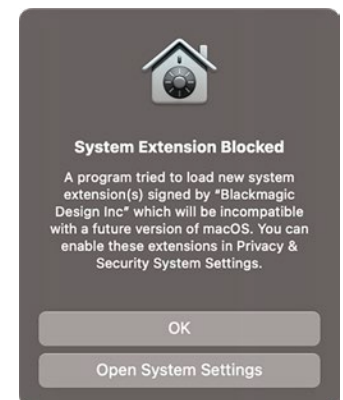 System Extension Blocked
A program tried to load new system
extension(s) signed by "Blackmagic
Design Inc" which will be incompatible
with a future version of macOS. You can
enable these extensions in Privacy &
Security System Settings.
OK
Open System Settings